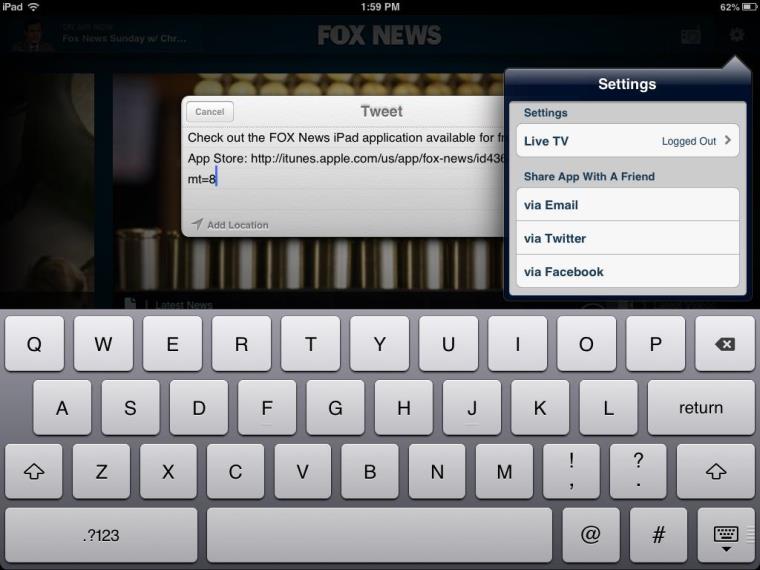 iPad 1:59 PM 62%
ON AIR NOW
Fox News Sunday w/ Chr...
FOX NEWS
Settings
Settings
Live TV Logged Out
Share App With A Friend
via Email
via Twitter
via Facebook
Cancel Tweet
Check out the FOX News iPad application available for fr
App Store: http://itunes.apple.com/us/app/fox-news/id436
mt=8
Add Location
Latest News
Q W E R T Y U I O P
A S D F G H J K L return
Z X C V B N M ! , ? .
.?123 @ #